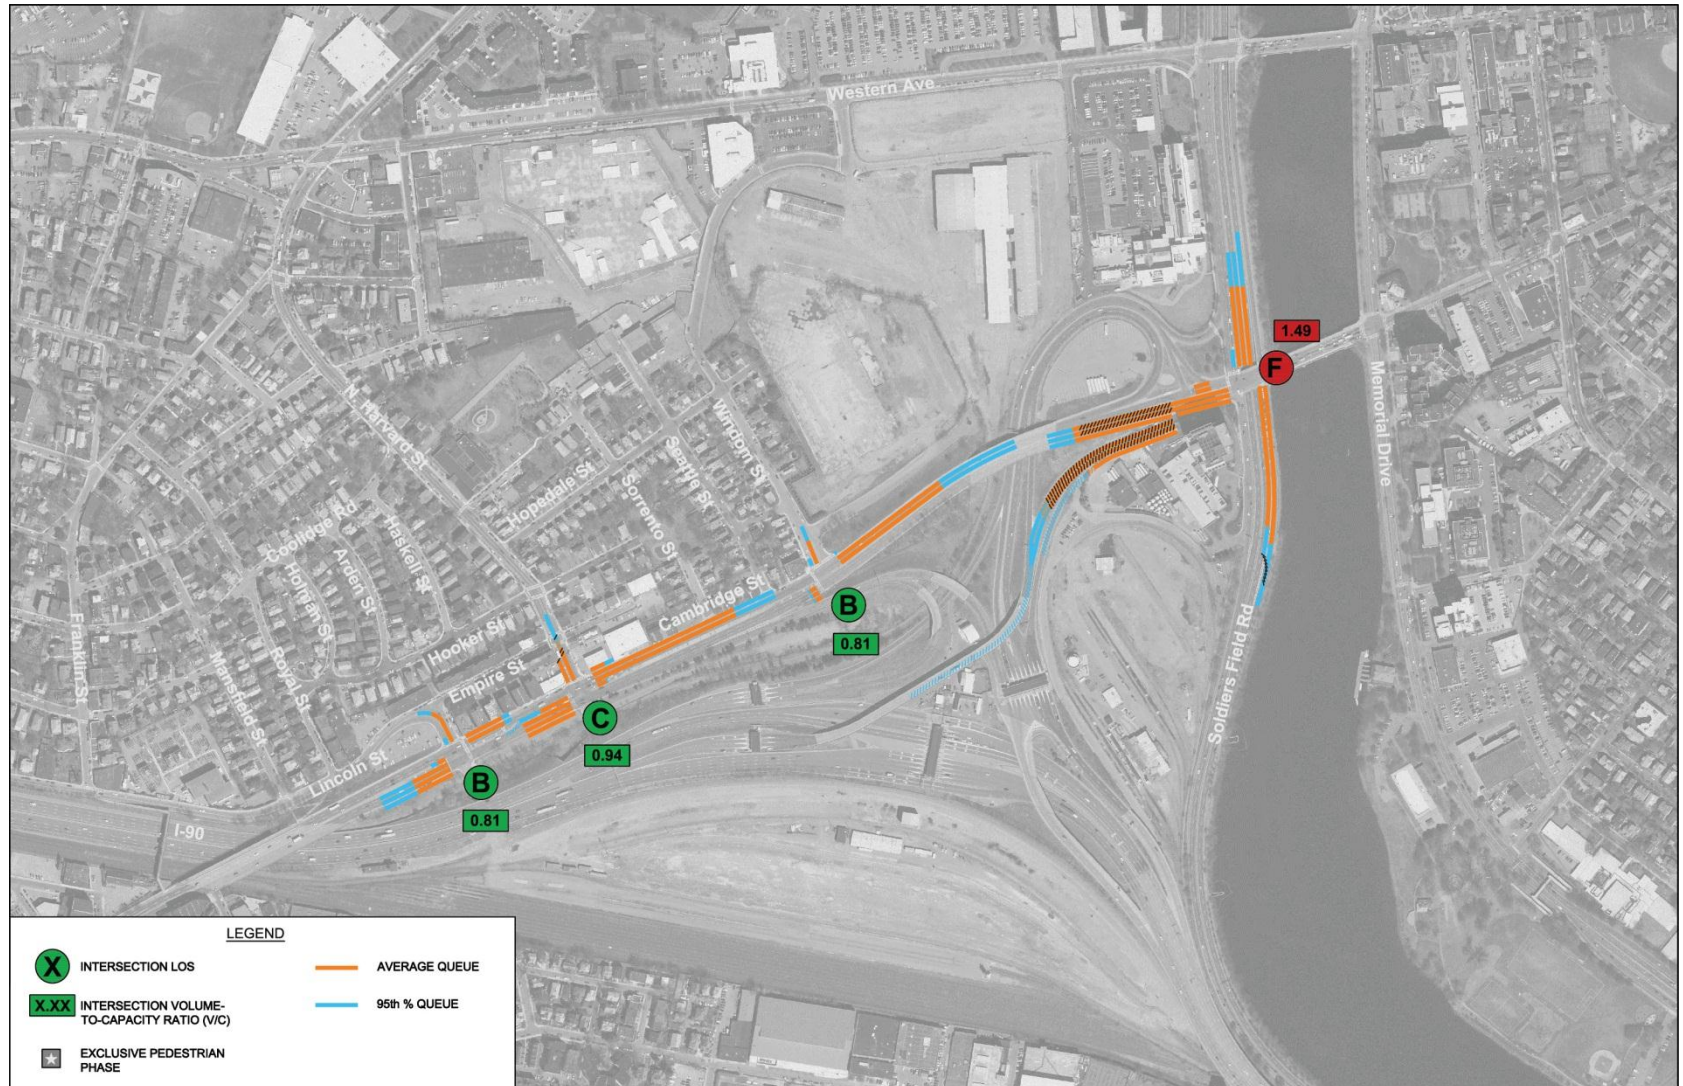 Western Ave
1.49
F
Memorial Drive
N. Harvard St
Windom St
Seattle St
Hopedale St
Sorrento St
Coolidge Rd
Haskell St
Arden St
Holman St
Cambridge St
B
0.81
Hooker St
Franklin St
Royal St
Mansfield St
Empire St
Soldiers Field Rd
C
0.94
Lincoln St
B
0.81
I-90
LEGEND
X INTERSECTION LOS
AVERAGE QUEUE
X.XX INTERSECTION VOLUME-
TO-CAPACITY RATIO (V/C)
95th % QUEUE
EXCLUSIVE PEDESTRIAN
PHASE